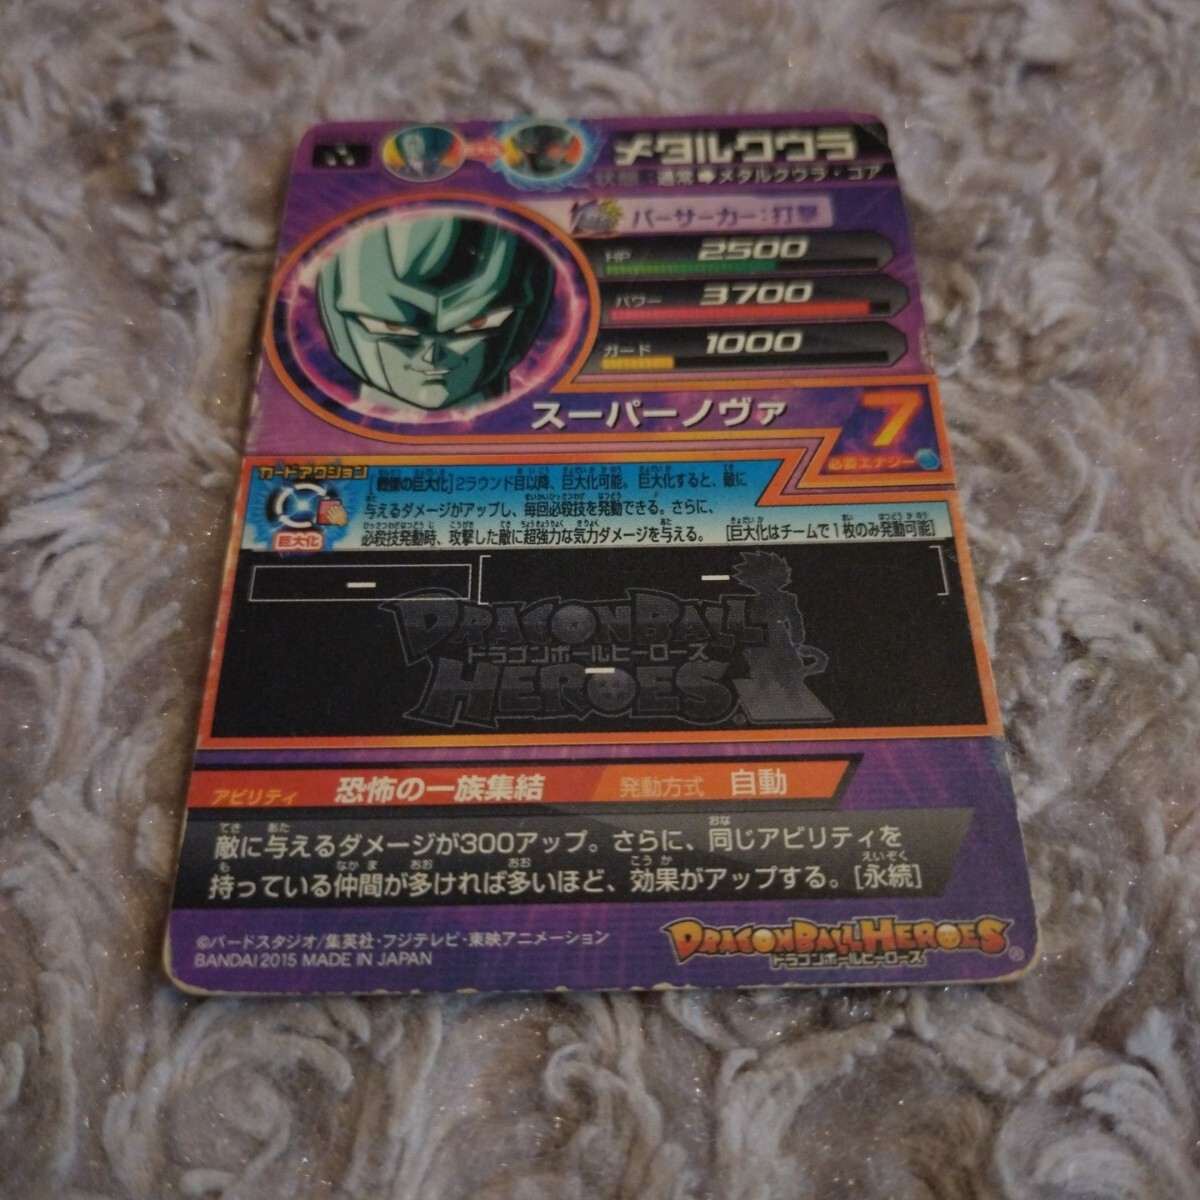 メタルクウラ
状態:通常➡メタルクウラ・コア
バーサーカー:打撃
HP 2500
パワー 3700
ガード 1000
スーパーノヴァ
7
必要エナジー
カードアクション
巨大化
[戦慄の巨大化]2ラウンド目以降、巨大化可能。巨大化すると、敵に
与えるダメージがアップし、毎回必殺技を発動できる。さらに、
必殺技発動時、攻撃した敵に超強力な気力ダメージを与える。 [巨大化はチームで1枚のみ発動可能]
DRAGON BALL
ドラゴンボールヒーローズ
HEROES
アビリティ 恐怖の一族集結 発動方式 自動
敵に与えるダメージが300アップ。さらに、同じアビリティを
持っている仲間が多ければ多いほど、効果がアップする。[永続]
©バードスタジオ/集英社・フジテレビ・東映アニメーション
BANDAI 2015 MADE IN JAPAN
DRAGON BALL HEROES
ドラゴンボールヒーローズ